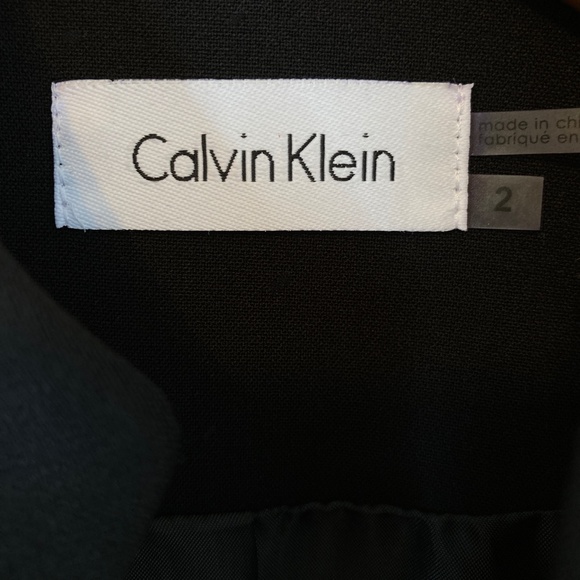 Calvin Klein
made in
fabriqué en
2